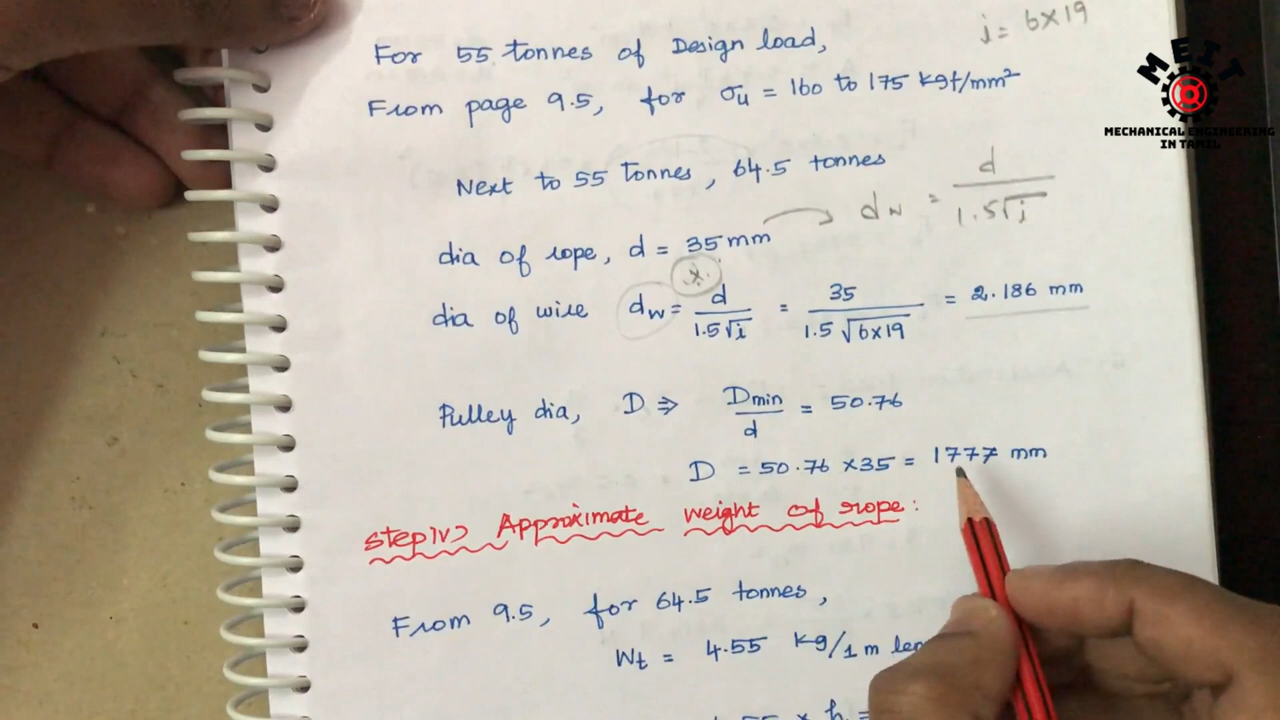 i = 6×19
For 55 tonnes of Design load,
From page 9.5, for σu = 160 to 175 kgf/mm²
MEIT
MECHANICAL ENGINEERING
IN TAMIL
Next to 55 Tonnes, 64.5 tonnes
dia of rope, d = 35 mm → dw = d / 1.5√i
dia of wire dw = d / 1.5√i = 35 / 1.5√6×19 = 2.186 mm
Pulley dia, D ⇒ Dmin / d = 50.76
D = 50.76 × 35 = 1777 mm
Step IV) Approximate weight of rope:
From 9.5, for 64.5 tonnes,
Wt = 4.55 kg/1m